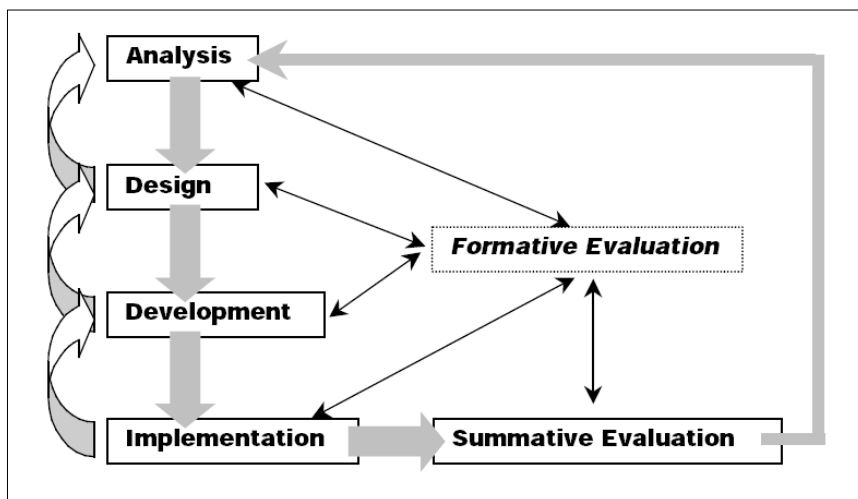 Analysis
Design
Formative Evaluation
Development
Implementation
Summative Evaluation